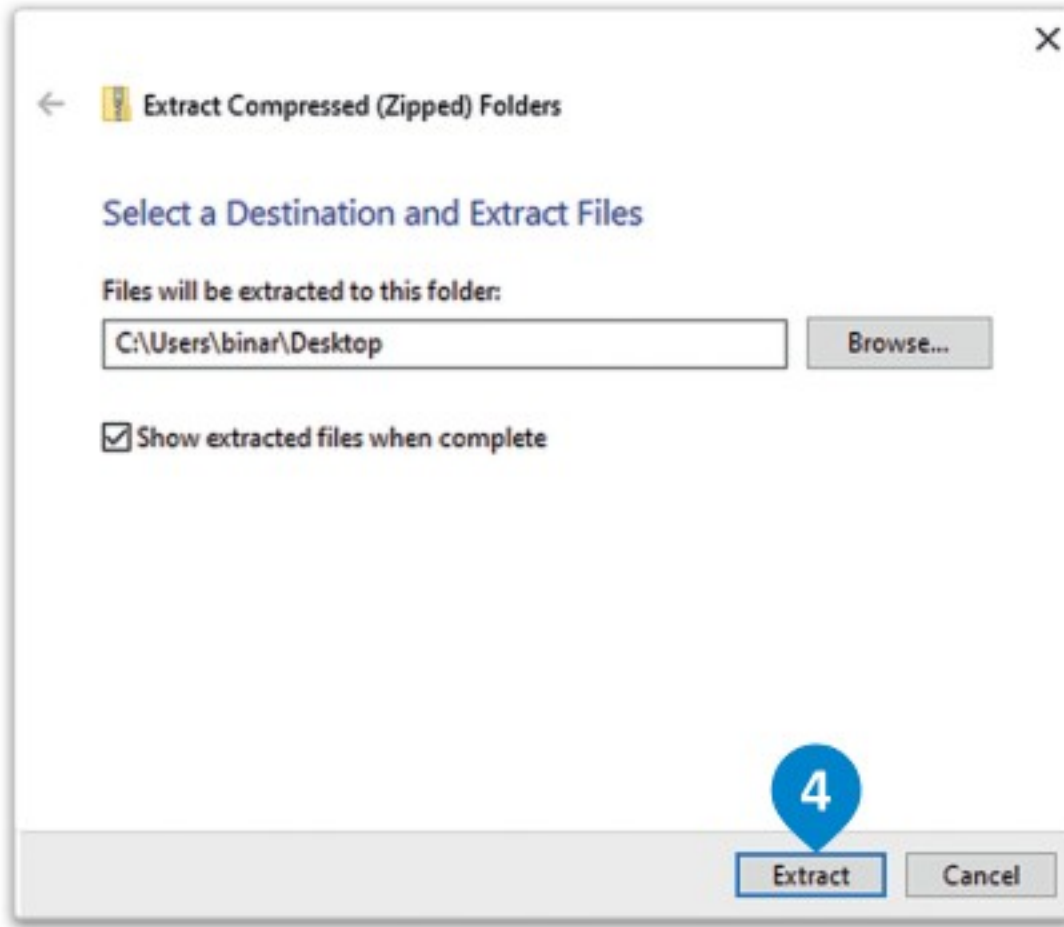 Extract Compressed (Zipped) Folders
Select a Destination and Extract Files
Files will be extracted to this folder:
C:\Users\binar\Desktop
Browse...
Show extracted files when complete
4
Extract
Cancel